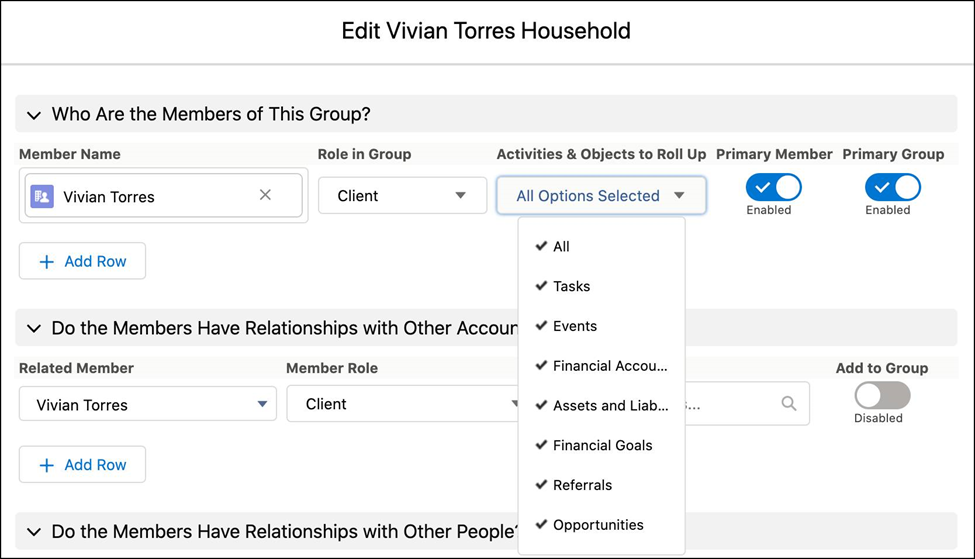 Edit Vivian Torres Household
Who Are the Members of This Group?
Member Name Role in Group Activities & Objects to Roll Up Primary Member Primary Group
Vivian Torres Client All Options Selected
Enabled Enabled
Add Row
All
Tasks
Events
Do the Members Have Relationships with Other Accoun
Financial Accou...
Related Member Member Role Add to Group
Vivian Torres Client Assets and Liab... s...
Disabled
Financial Goals
Add Row
Referrals
Opportunities
Do the Members Have Relationships with Other People?